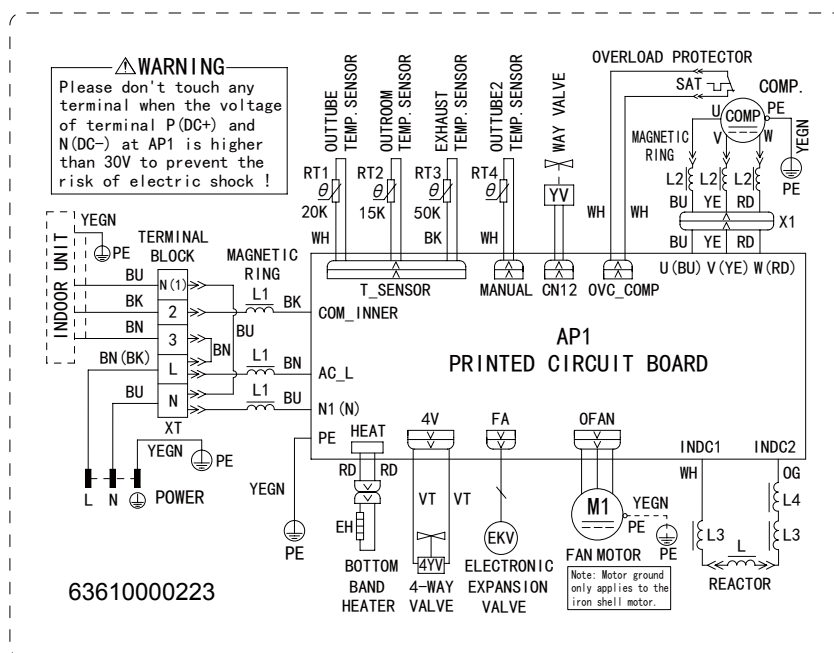 WARNING
Please don't touch any
terminal when the voltage
of terminal P(DC+) and
N(DC-) at AP1 is higher
than 30V to prevent the
risk of electric shock !
OUTTUBE
TEMP. SENSOR
OUTROOM
TEMP. SENSOR
EXHAUST
TEMP. SENSOR
OUTTUBE2
TEMP. SENSOR
WAY VALVE
OVERLOAD PROTECTOR
SAT
COMP.
U
COMP
PE
V
W
YEGN
PE
MAGNETIC
RING
L2
L2
L2
BU
YE
RD
X1
BU
YE
RD
U(BU) V(YE) W(RD)
RT1
θ
20K
RT2
θ
15K
RT3
θ
50K
RT4
θ
YV
WH
BK
WH
WH
WH
T_SENSOR
MANUAL
CN12
OVC_COMP
INDOOR UNIT
YEGN
PE
TERMINAL
BLOCK
MAGNETIC
RING
BU
N(1)
BK
2
L1
BK
COM_INNER
BN
3
BU
BN
BN(BK)
L
L1
BN
AC_L
BU
N
L1
BU
N1(N)
XT
YEGN
PE
L
N
POWER
AP1
PRINTED CIRCUIT BOARD
PE
YEGN
PE
HEAT
RD
RD
EH
BOTTOM
BAND
HEATER
4V
VT
VT
4YV
4-WAY
VALVE
FA
EKV
ELECTRONIC
EXPANSION
VALVE
OFAN
M1
YEGN
PE
PE
FAN MOTOR
Note: Motor ground
only applies to the
iron shell motor.
INDC1
INDC2
WH
OG
L4
L3
L
L3
REACTOR
63610000223